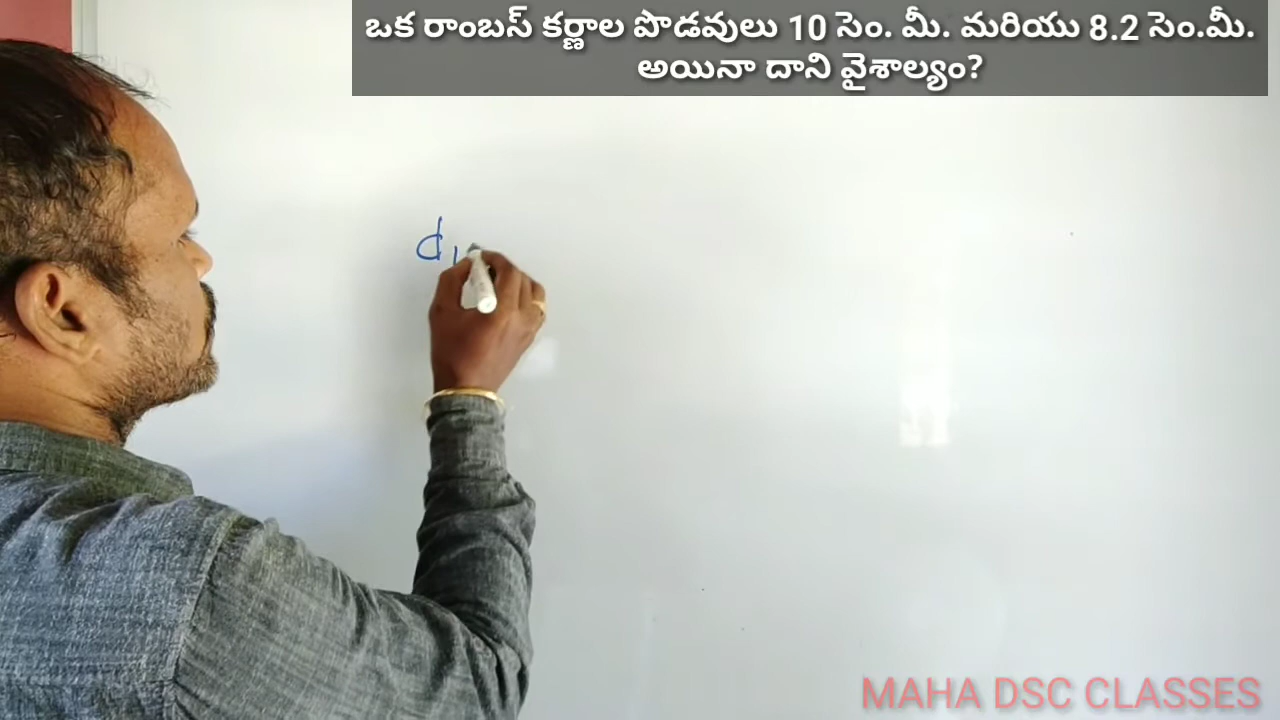 ఒక రాంబస్ కర్ణాల పొడవులు 10 సెం. మీ. మరియు 8.2 సెం.మీ.
అయినా దాని వైశాల్యం?
d₁
MAHA DSC CLASSES